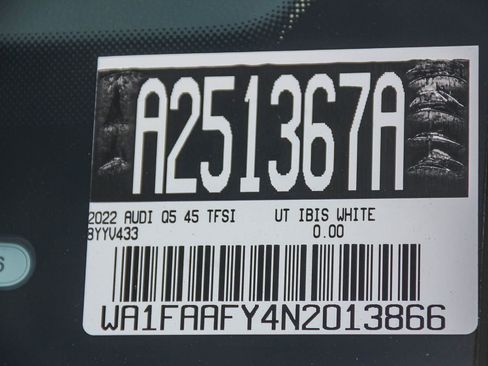 A251367A
2022 AUDI Q5 45 TFSI UT IBIS WHITE
8YYV433 0.00
WA1FAAFY4N2013866